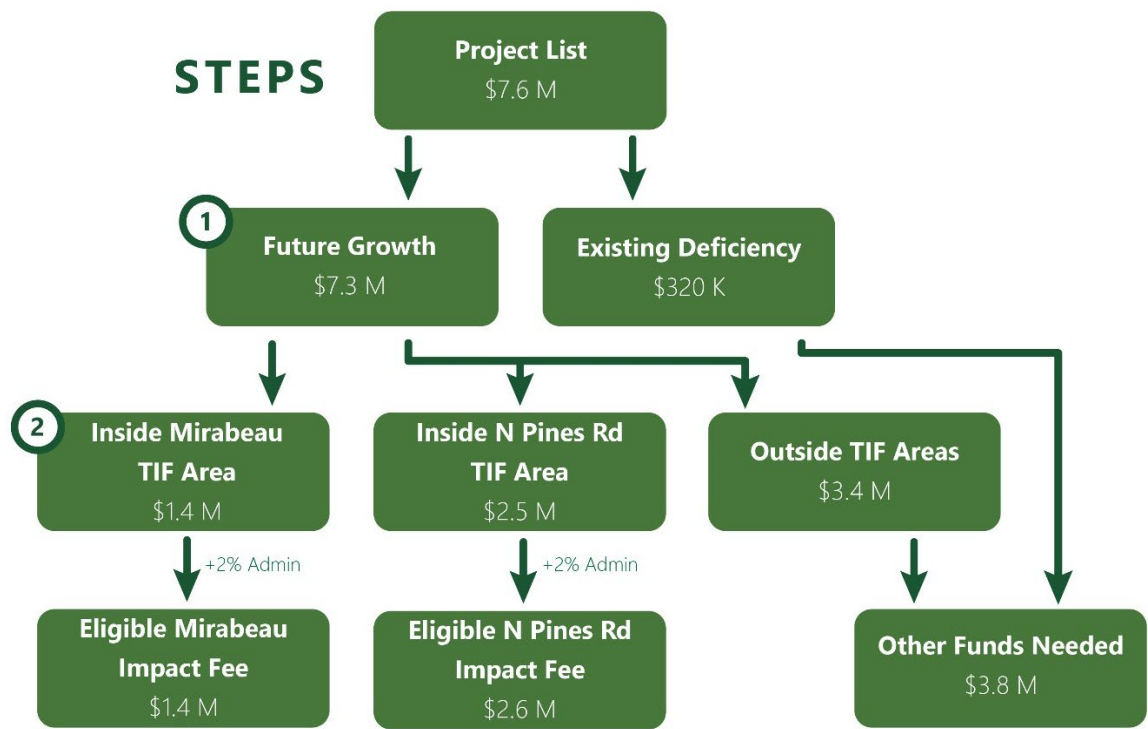 STEPS
Project List
$7.6 M
1
Future Growth
$7.3 M
Existing Deficiency
$320 K
2
Inside Mirabeau
TIF Area
$1.4 M
Inside N Pines Rd
TIF Area
$2.5 M
Outside TIF Areas
$3.4 M
+2% Admin
+2% Admin
Eligible Mirabeau
Impact Fee
$1.4 M
Eligible N Pines Rd
Impact Fee
$2.6 M
Other Funds Needed
$3.8 M